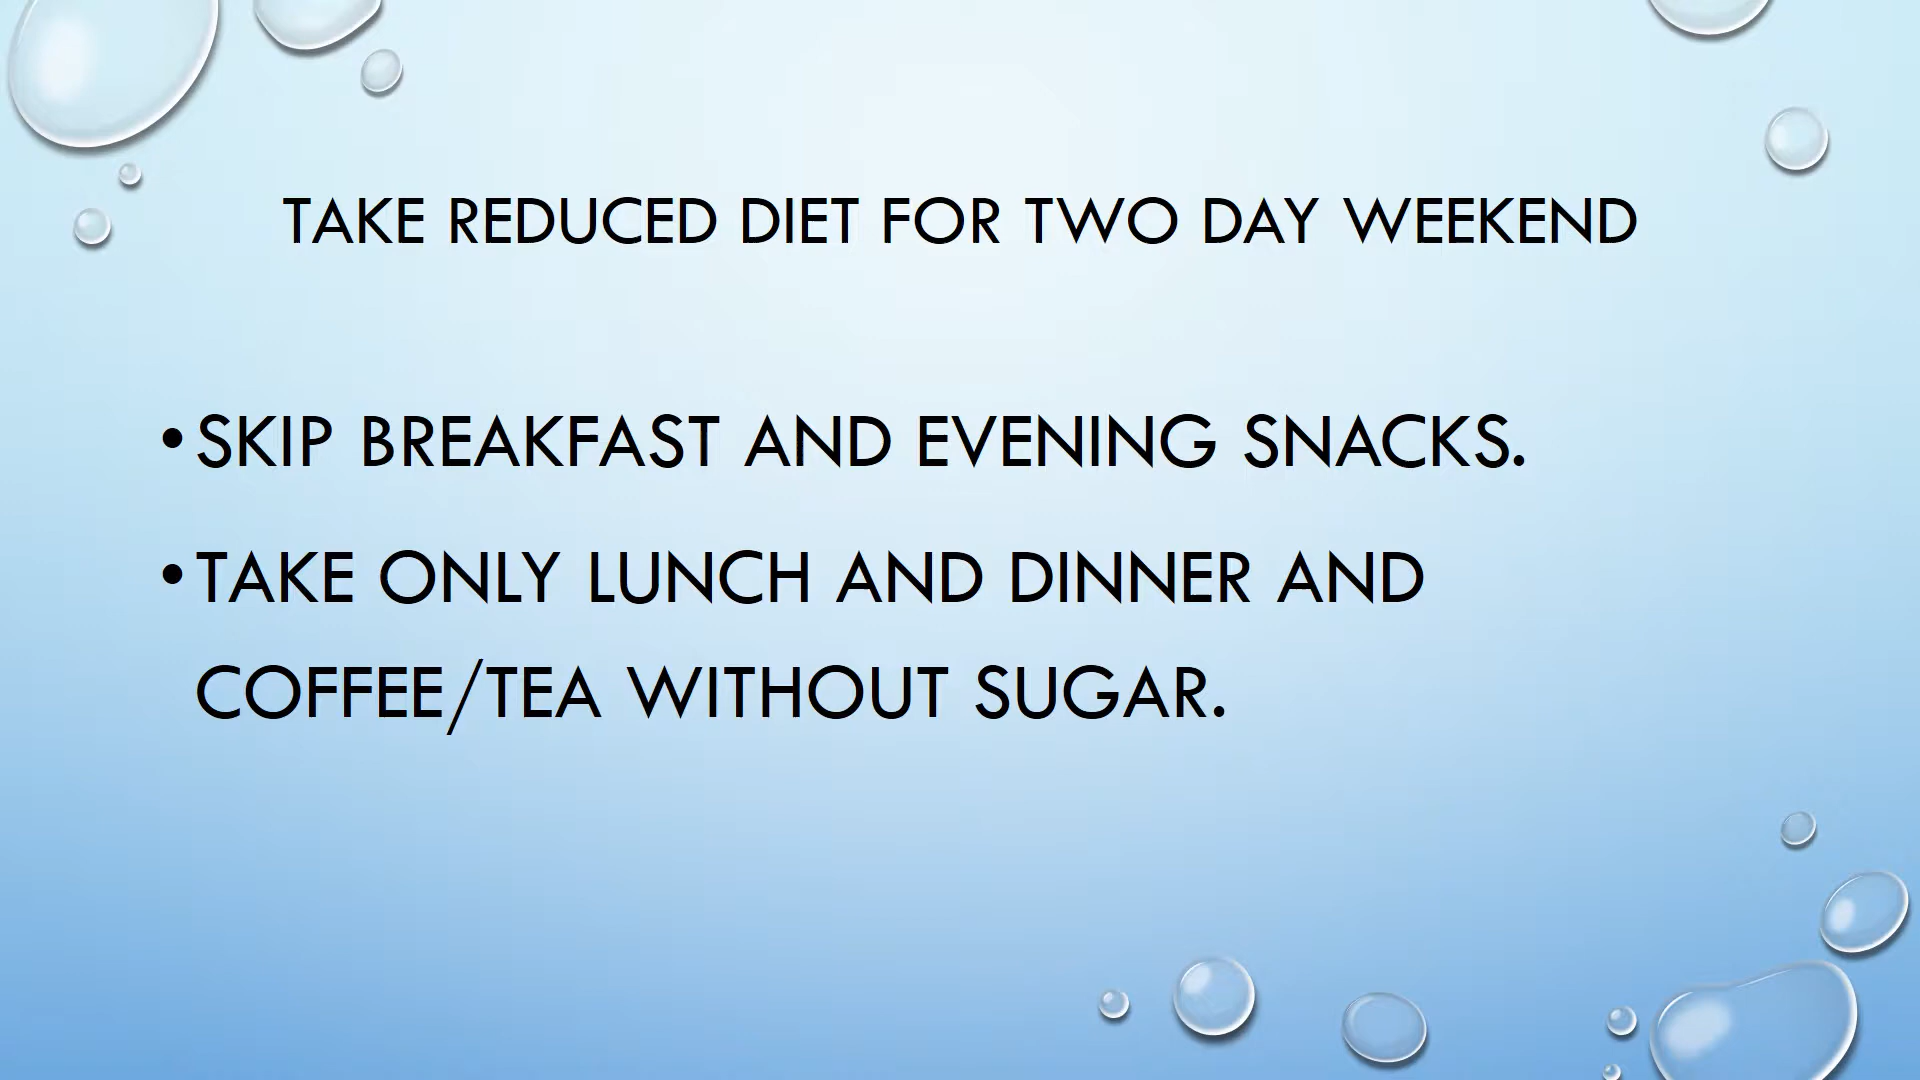 TAKE REDUCED DIET FOR TWO DAY WEEKEND
•SKIP BREAKFAST AND EVENING SNACKS.
•TAKE ONLY LUNCH AND DINNER AND
COFFEE/TEA WITHOUT SUGAR.